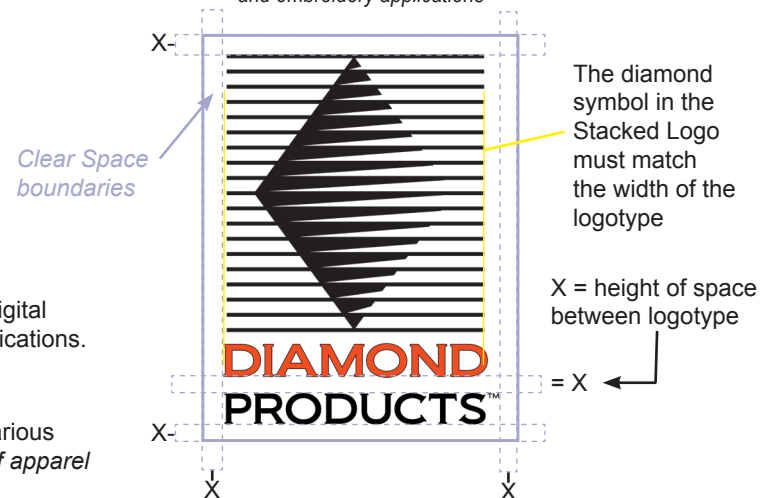 and embroidery applications
X-
The diamond
symbol in the
Stacked Logo
must match
the width of the
logotype
Clear Space
boundaries
igital
ications.
X = height of space
between logotype
DIAMOND
= X
PRODUCTS™
arious
X-
f apparel
X
X